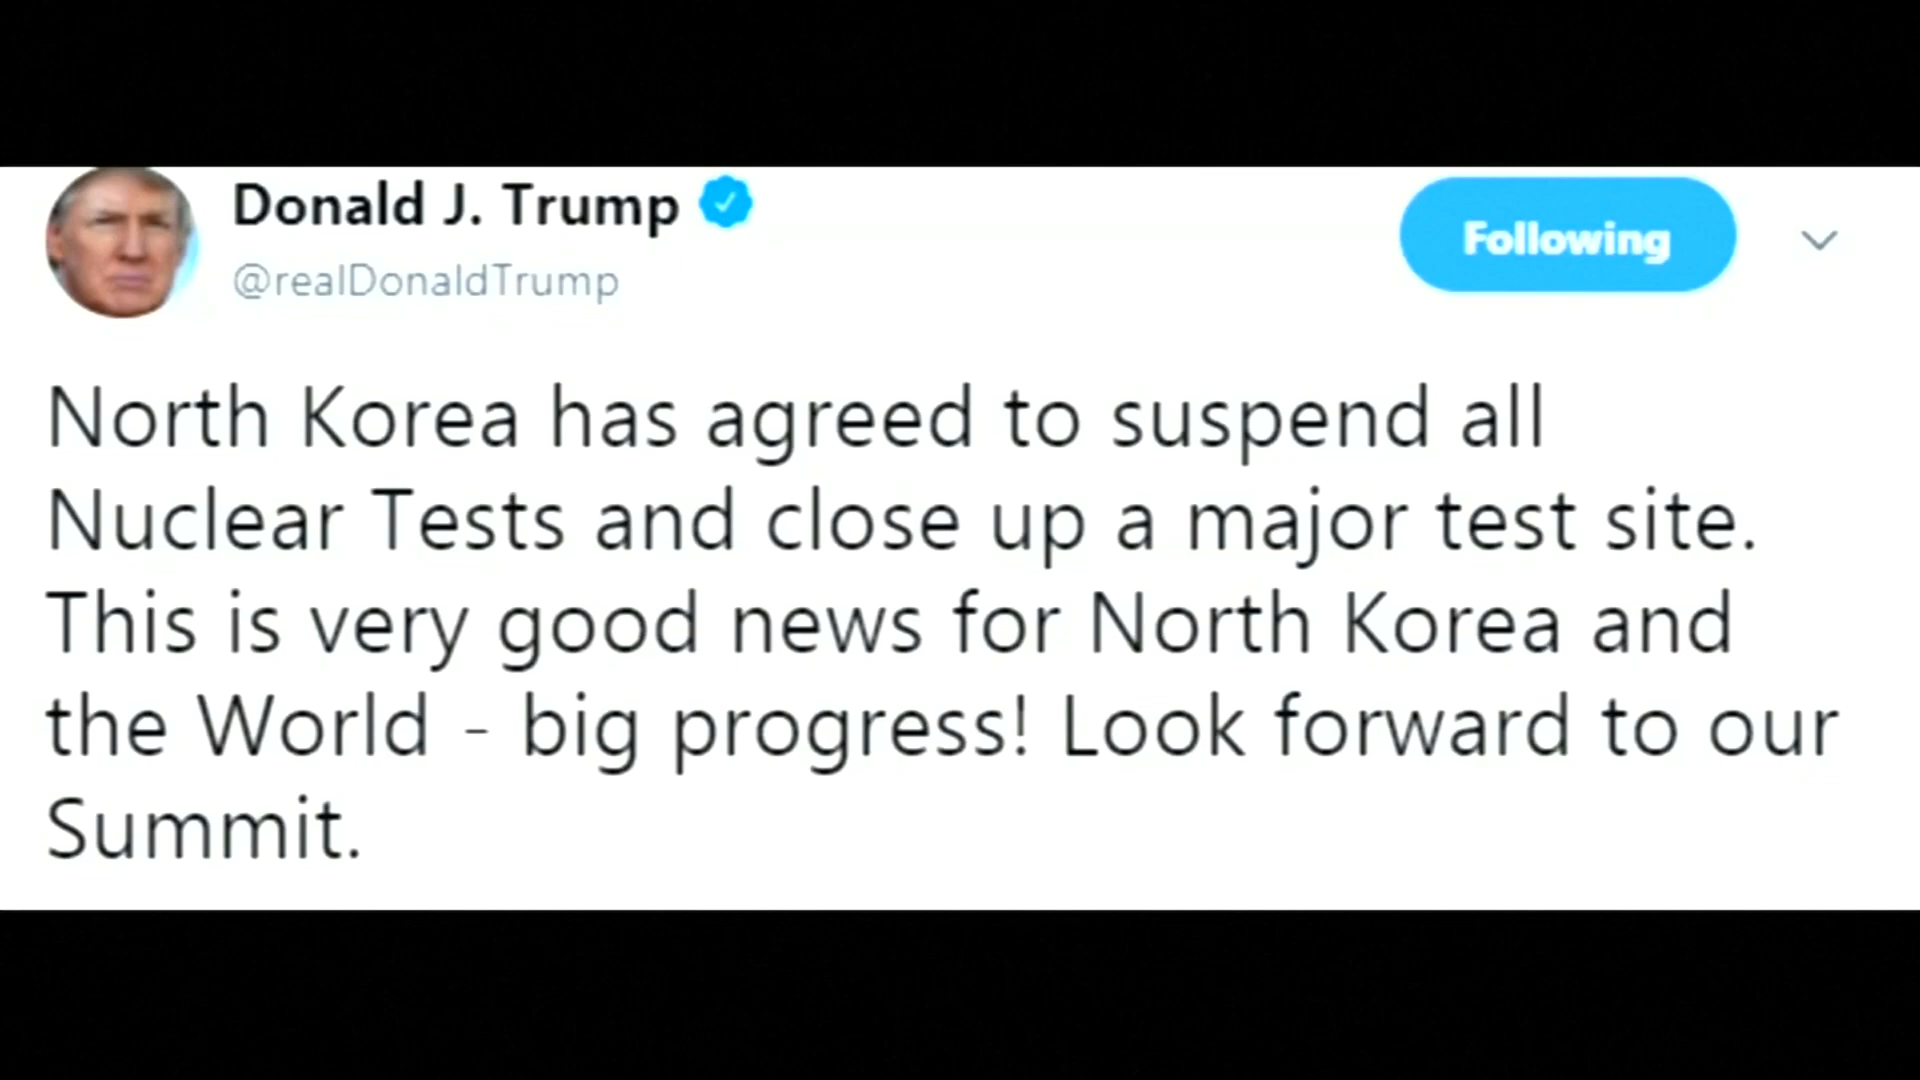 Donald J. Trump
@realDonaldTrump
Following
North Korea has agreed to suspend all
Nuclear Tests and close up a major test site.
This is very good news for North Korea and
the World - big progress! Look forward to our
Summit.